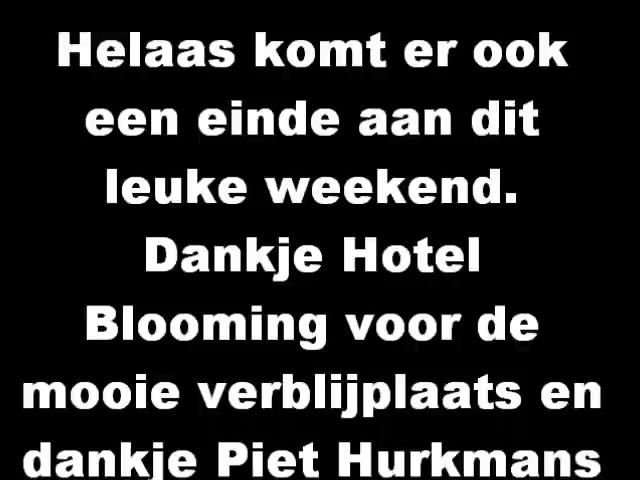 Helaas komt er ook
een einde aan dit
leuke weekend.
Dankje Hotel
Blooming voor de
mooie verblijplaats en
dankje Piet Hurkmans